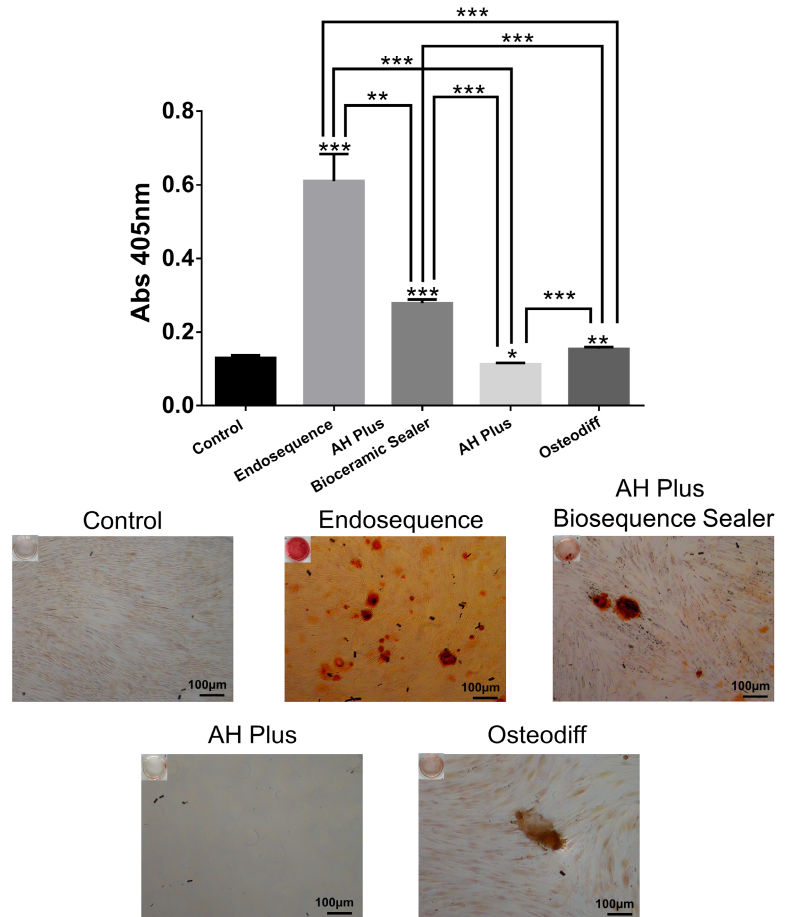 ***
***
***
***
**
0.8
***
0.6
Abs 405nm
0.4
***
***
0.2
**
*
0.0
Control
Endosequence
AH Plus
Bioceramic Sealer
AH Plus
Osteodiff
Control
Endosequence
AH Plus
Biosequence Sealer
100μm
100μm
100μm
AH Plus
Osteodiff
100μm
100μm